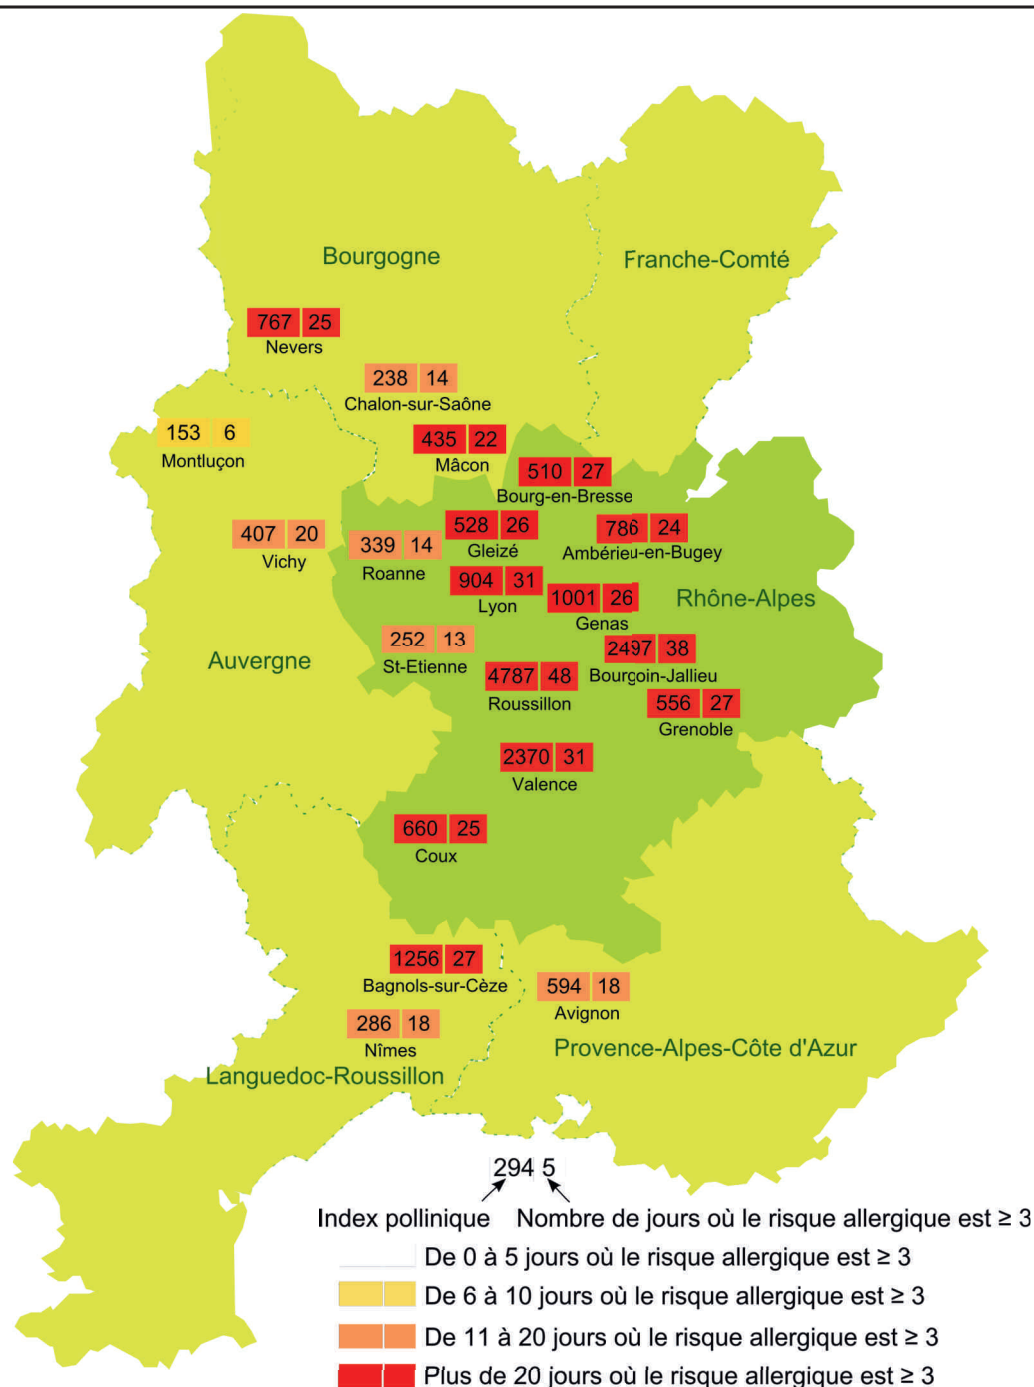 Bourgogne
Franche-Comté
767 25
Nevers
238 14
Chalon-sur-Saône
153 6
Montluçon
435 22
Mâcon
510 27
Bourg-en-Bresse
407 20
Vichy
339 14
Roanne
528 26
Gleizé
786 24
Ambérieu-en-Bugey
904 31
Lyon
1001 26
Genas
Rhône-Alpes
252 13
St-Etienne
Auvergne
2497 38
Bourgoin-Jallieu
4787 48
Roussillon
556 27
Grenoble
2370 31
Valence
660 25
Coux
1256 27
Bagnols-sur-Cèze
594 18
Avignon
286 18
Nîmes
Provence-Alpes-Côte d'Azur
Languedoc-Roussillon
294 5
Index pollinique Nombre de jours où le risque allergique est ≥ 3
De 0 à 5 jours où le risque allergique est ≥ 3
De 6 à 10 jours où le risque allergique est ≥ 3
De 11 à 20 jours où le risque allergique est ≥ 3
Plus de 20 jours où le risque allergique est ≥ 3